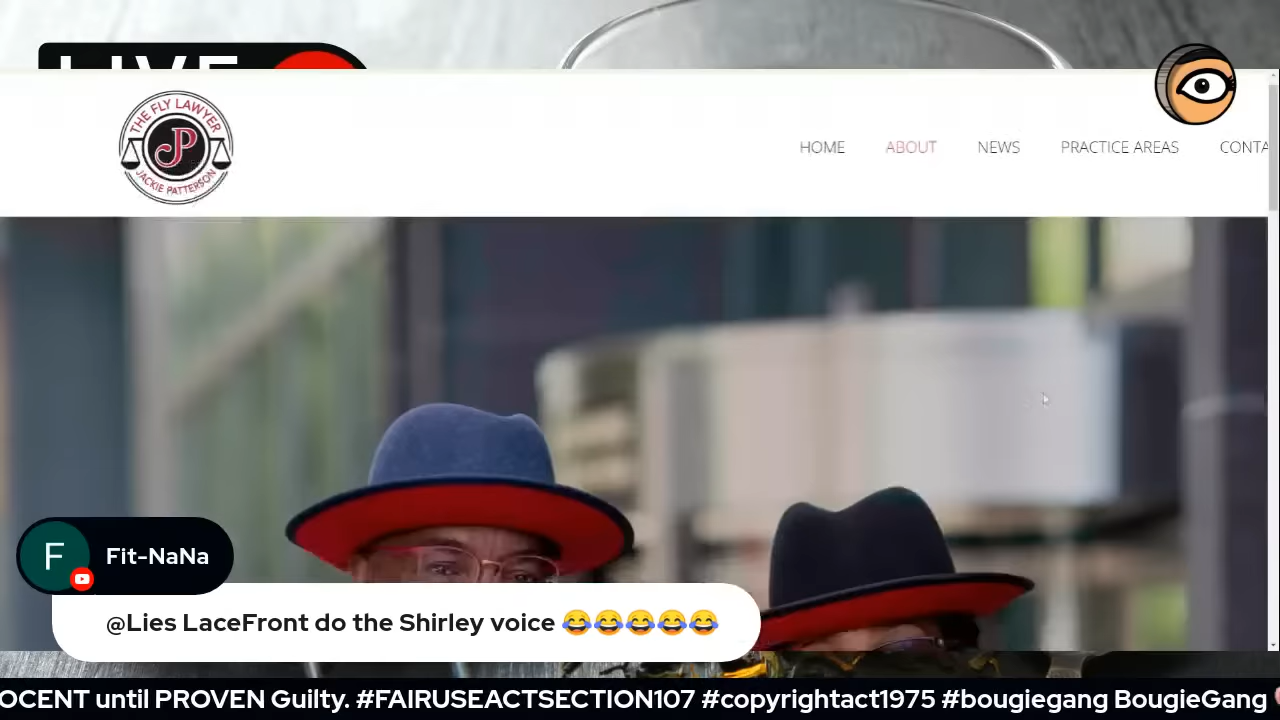 LIVE
THE FLY LAWYER
JP
JACKIE PATTERSON
HOME ABOUT NEWS PRACTICE AREAS CONTA
F Fit-NaNa
@Lies LaceFront do the Shirley voice 😂😂😂😂😂
OCENT until PROVEN Guilty. #FAIRUSEACTSECTION107 #copyrightact1975 #bougiegang BougieGang